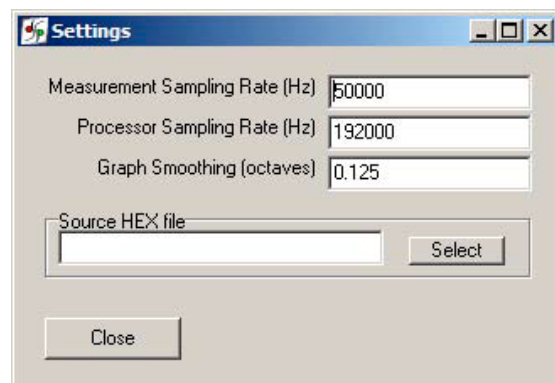 Settings
Measurement Sampling Rate (Hz) 50000
Processor Sampling Rate (Hz) 192000
Graph Smoothing (octaves) 0.125
Source HEX file
Select
Close